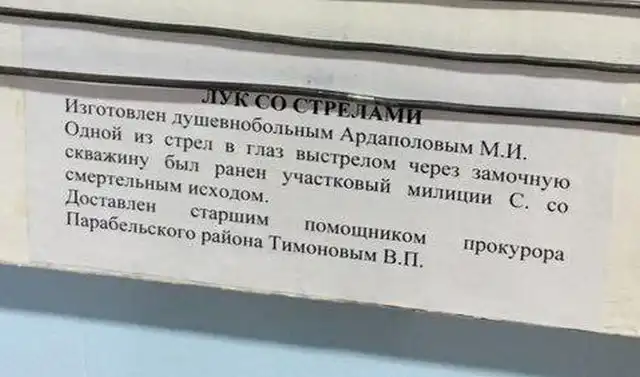 ЛУК СО СТРЕЛАМИ
Изготовлен душевнобольным Ардаполовым М.И.
Одной из стрел в глаз выстрелом через замочную
скважину был ранен участковый милиции С. со
смертельным исходом.
Доставлен старшим помощником прокурора
Парабельского района Тимоновым В.П.